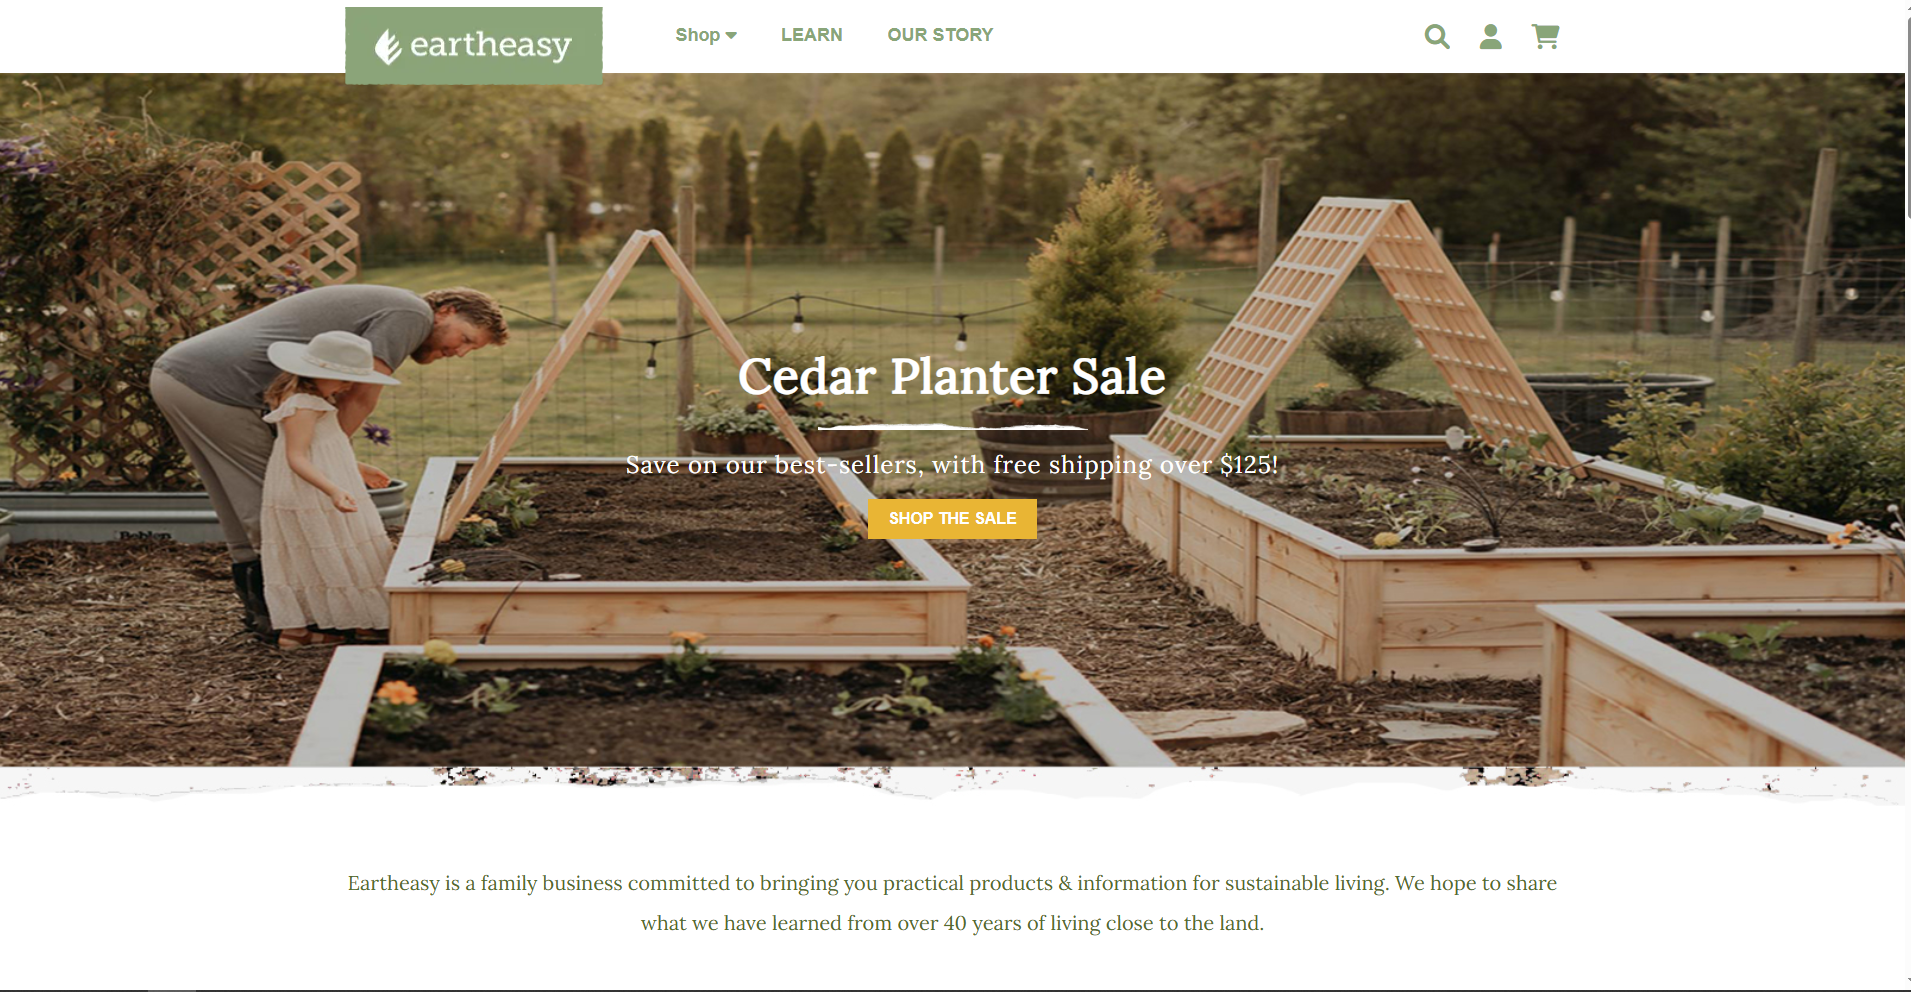 eartheasy
Shop
LEARN
OUR STORY
Cedar Planter Sale
Save on our best-sellers, with free shipping over $125!
SHOP THE SALE
Eartheasy is a family business committed to bringing you practical products & information for sustainable living. We hope to share
what we have learned from over 40 years of living close to the land.